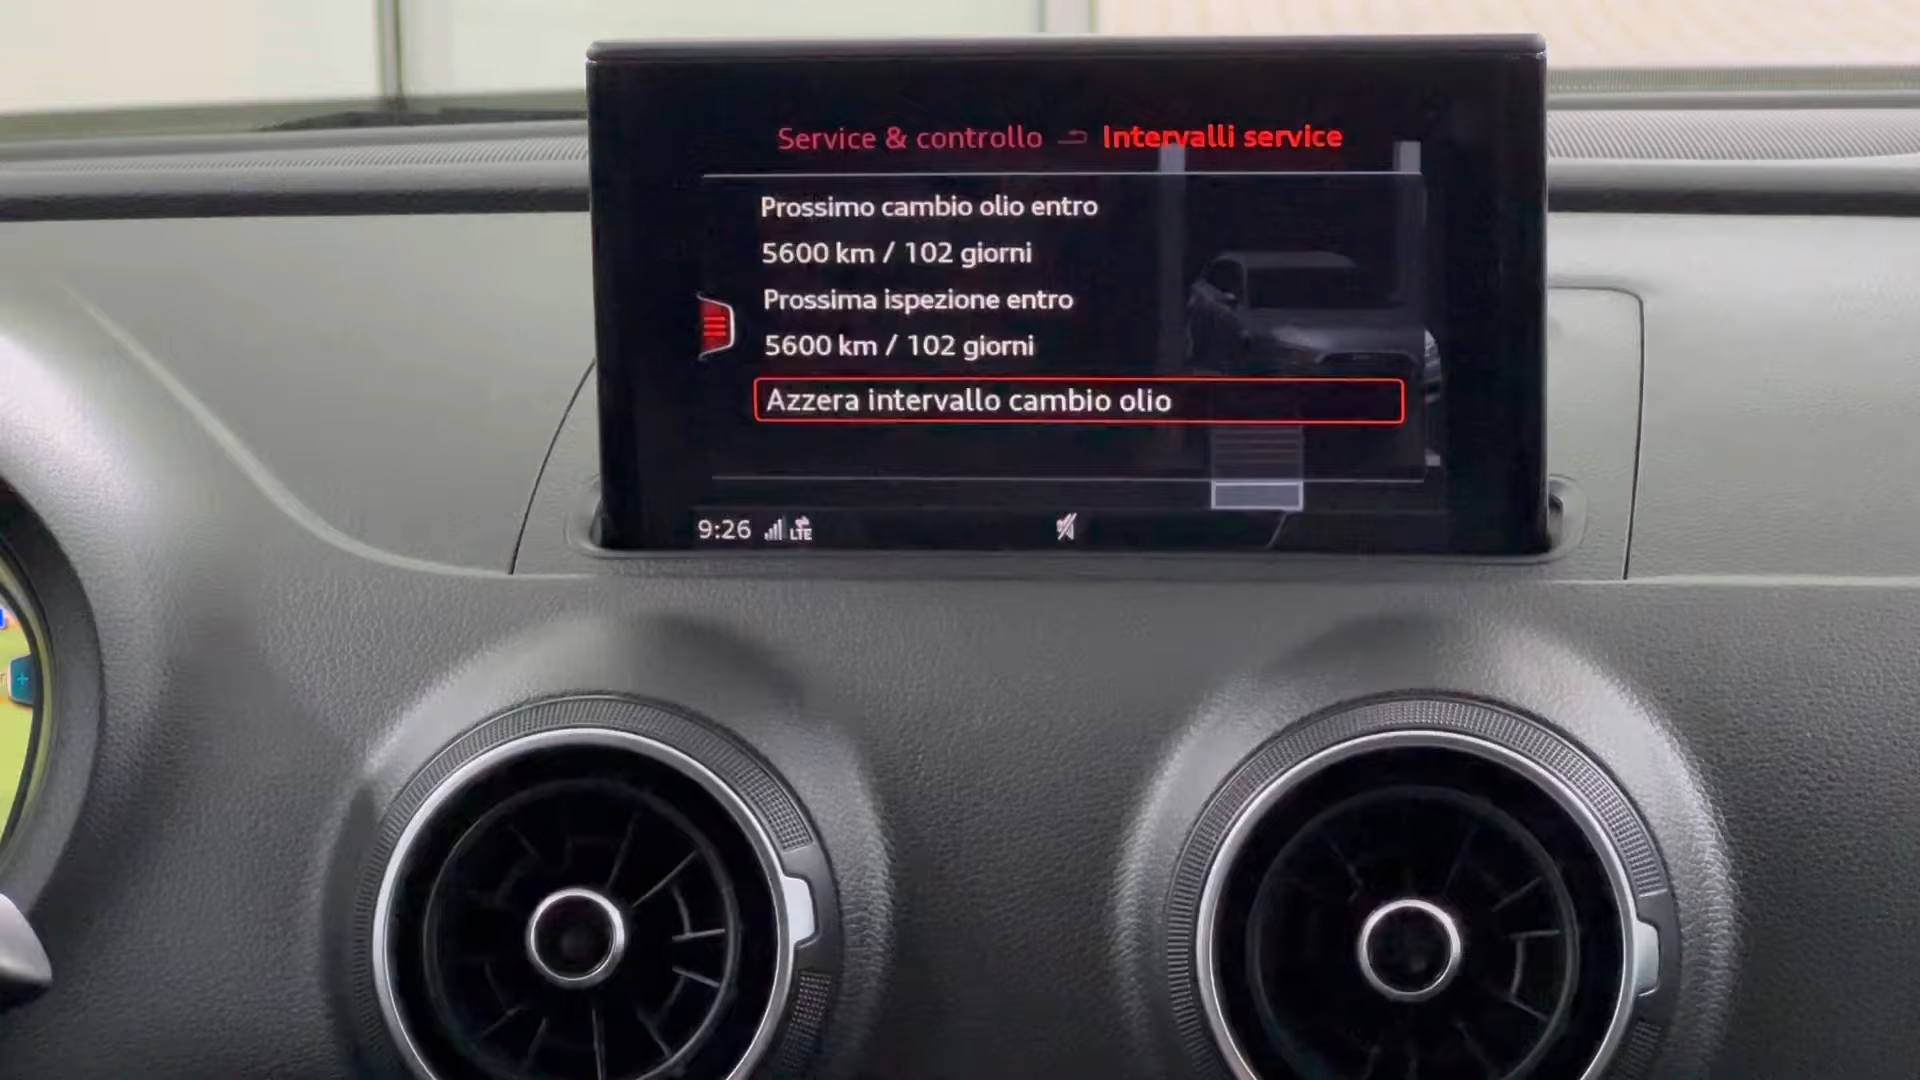 Service & controllo Intervalli service
Prossimo cambio olio entro
5600 km / 102 giorni
Prossima ispezione entro
5600 km / 102 giorni
Azzera intervallo cambio olio
9:26 LTE